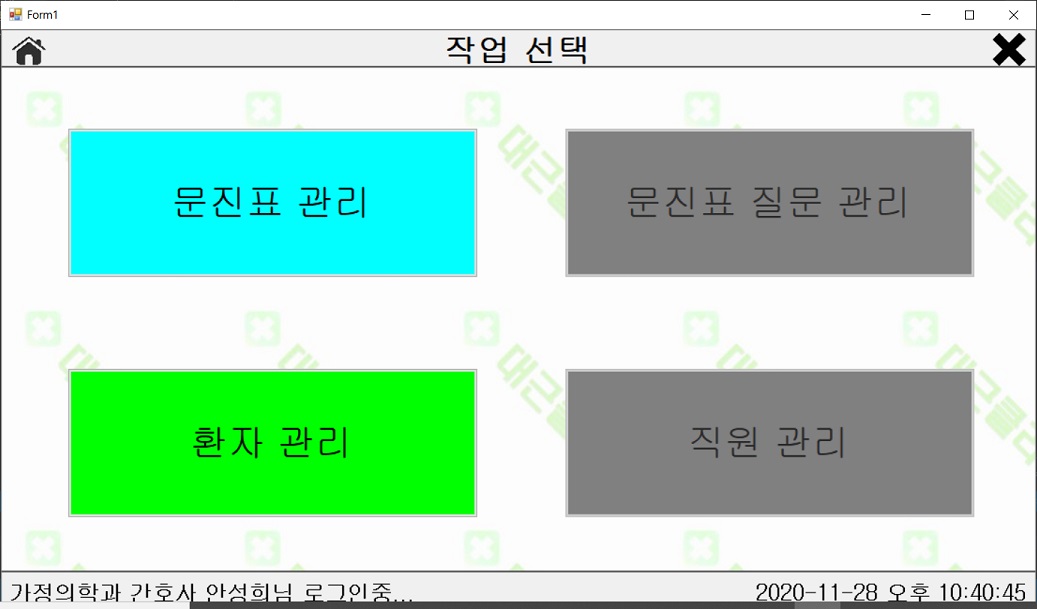 Form1
작업 선택
문진표 관리
문진표 질문 관리
환자 관리
직원 관리
가정의학과 간호사 안성희님 로그인중...
2020-11-28 오후 10:40:45